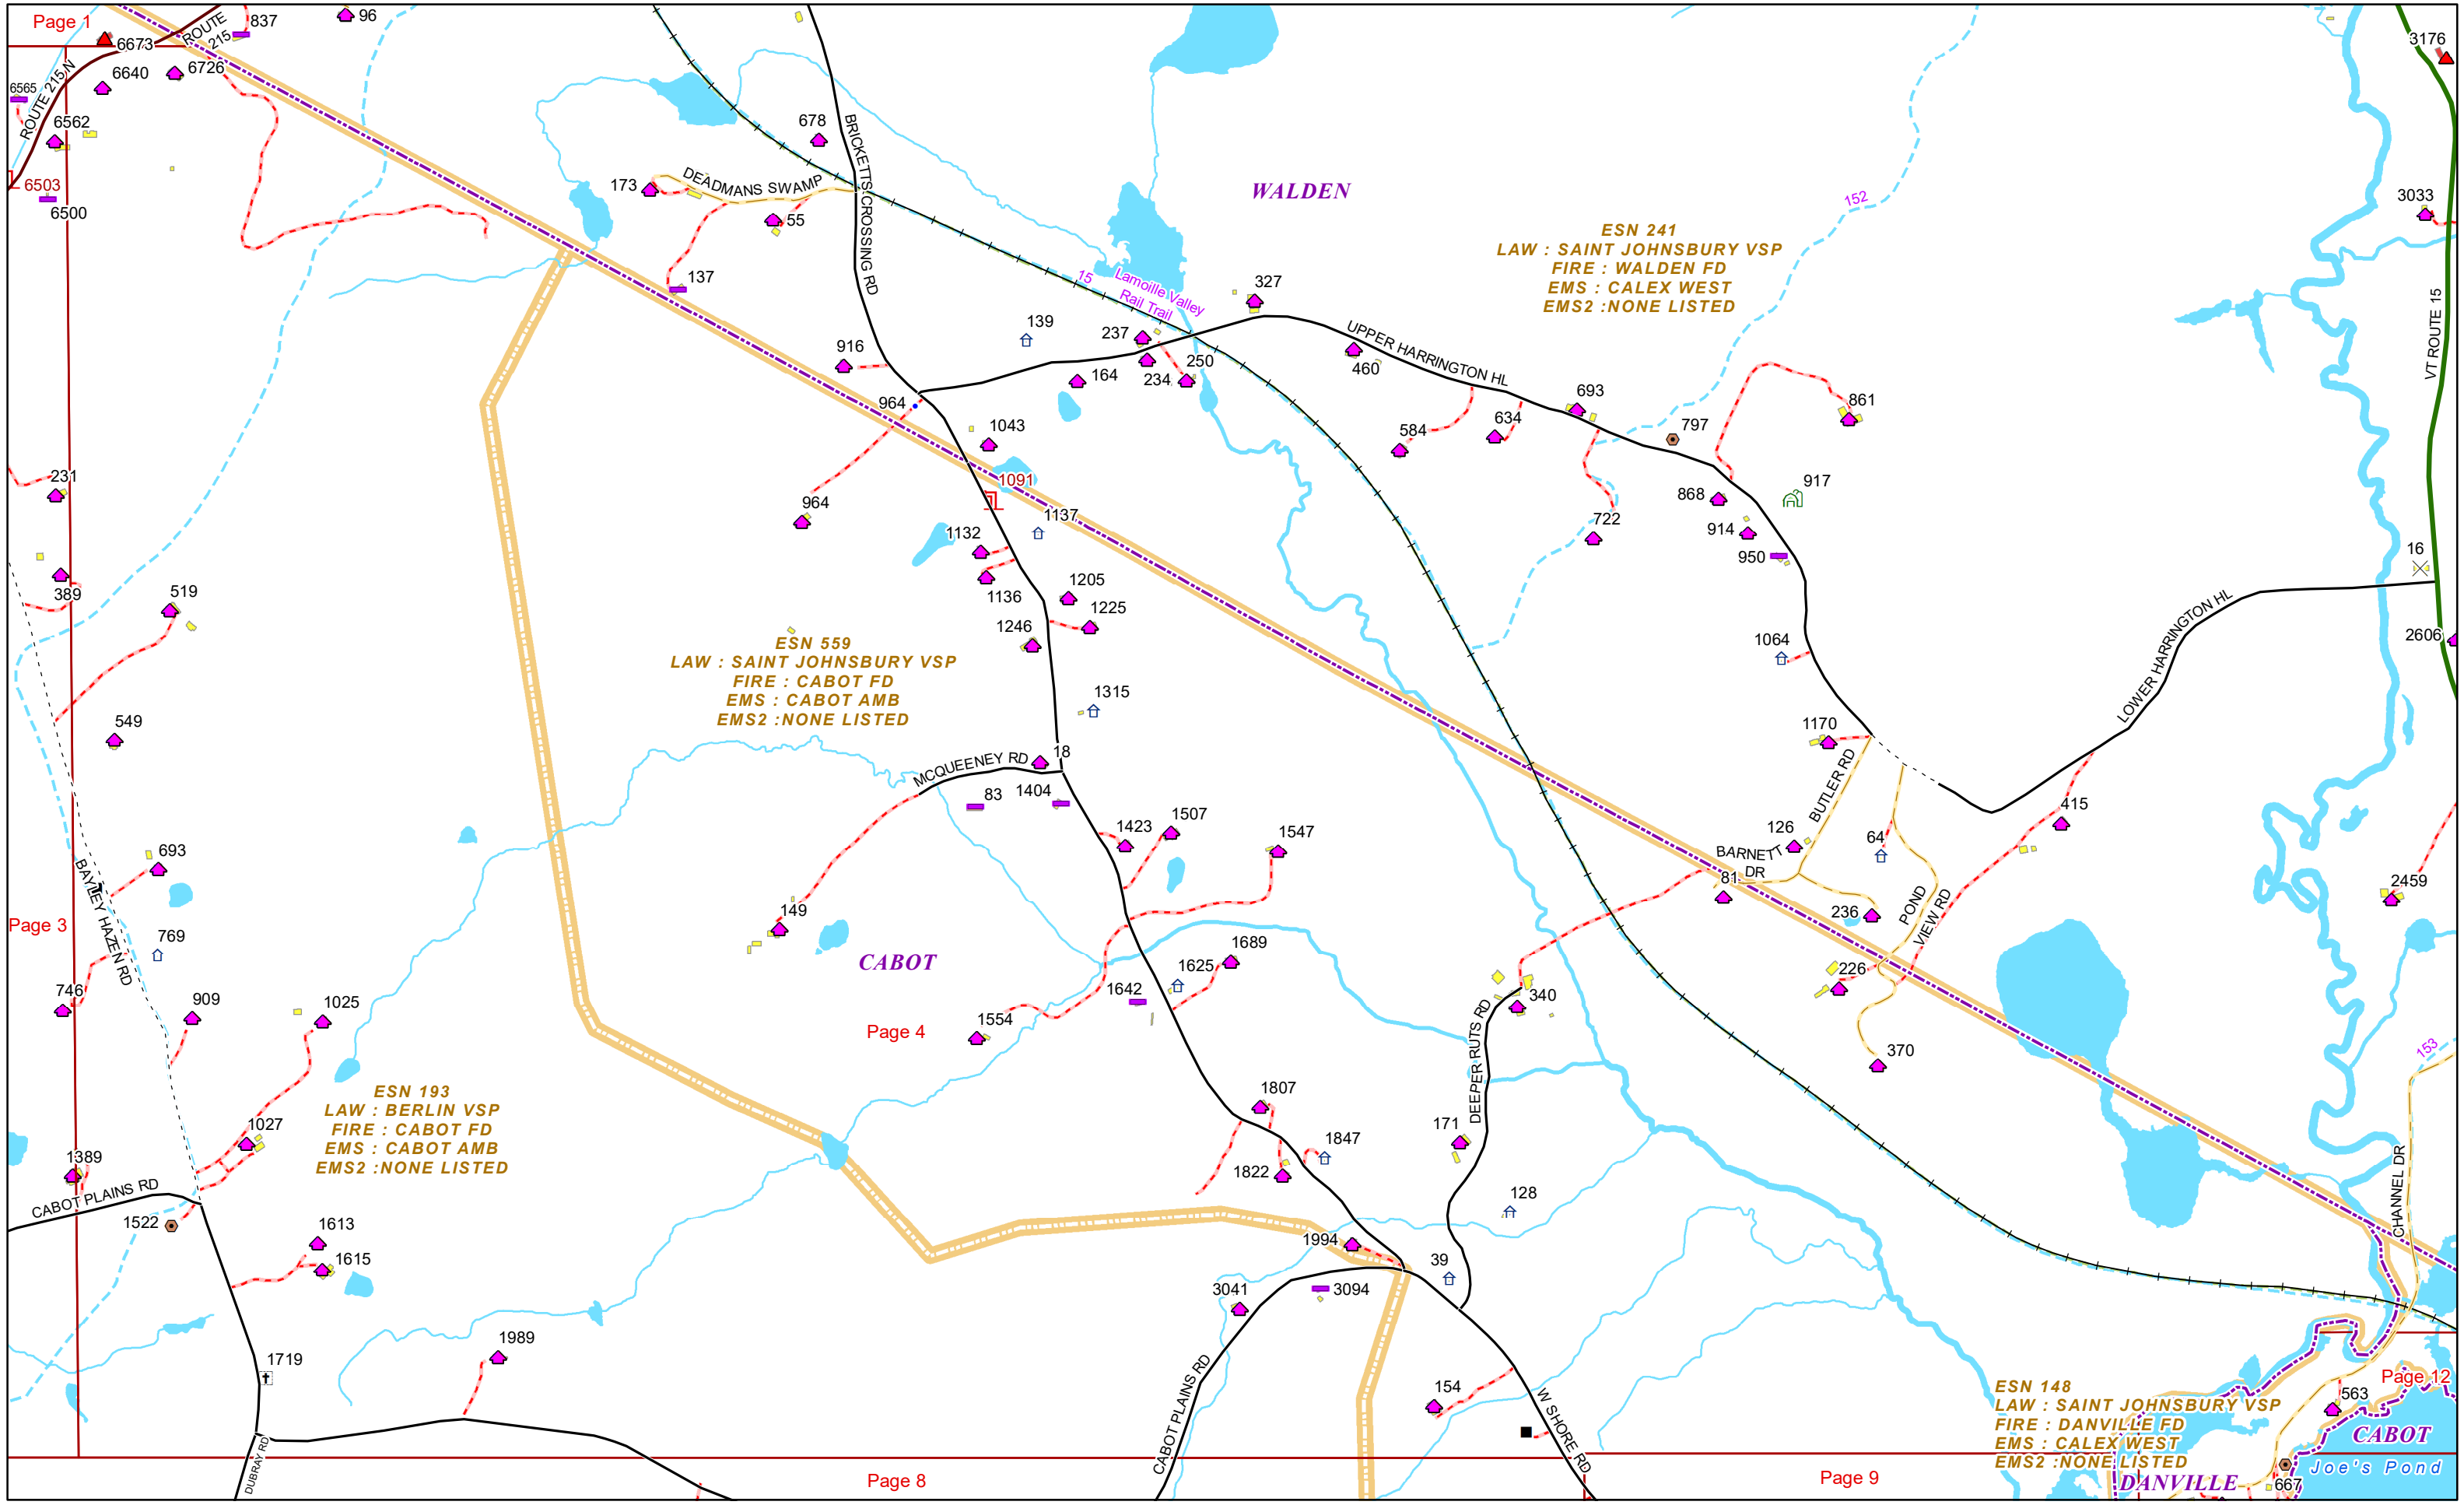 Page 1
837
96
ROUTE
215
6673
3176
6640
6726
6565
ROUTE 215 N
6562
678
BRICKETTS CROSSING RD
6503
173
DEADMANS SWAMP
WALDEN
152
6500
55
3033
ESN 241
LAW : SAINT JOHNSBURY VSP
FIRE : WALDEN FD
EMS : CALEX WEST
EMS2 :NONE LISTED
137
15
Lamoille Valley
Rail Trail
327
139
237
UPPER HARRINGTON HL
VT ROUTE 15
916
164
234
250
460
964
693
861
1043
584
634
797
231
1091
964
868
917
1137
722
914
1132
950
16
389
519
1136
1205
1225
LOWER HARRINGTON HL
1246
1064
2606
ESN 559
LAW : SAINT JOHNSBURY VSP
FIRE : CABOT FD
EMS : CABOT AMB
EMS2 :NONE LISTED
1315
549
1170
MCQUEENEY RD
18
BUTLER RD
83
1404
415
1423
1507
1547
126
64
693
BARNETT
DR
BAYLEY HAZEN RD
81
2459
149
236
POND
VIEW RD
Page 3
769
CABOT
1689
1625
226
746
909
1025
1642
340
1554
Page 4
DEEPER RUTS RD
370
153
ESN 193
LAW : BERLIN VSP
FIRE : CABOT FD
EMS : CABOT AMB
EMS2 :NONE LISTED
1807
1027
171
1847
1389
1822
CHANNEL DR
CABOT PLAINS RD
128
1522
1613
1994
1615
39
3041
3094
1989
1719
CABOT PLAINS RD
154
W SHORE RD
Page 12
ESN 148
LAW : SAINT JOHNSBURY VSP
FIRE : DANVILLE FD
EMS : CALEX WEST
EMS2 :NONE LISTED
563
CABOT
DUBRAY RD
Page 8
Page 9
Joe's Pond
DANVILLE
667